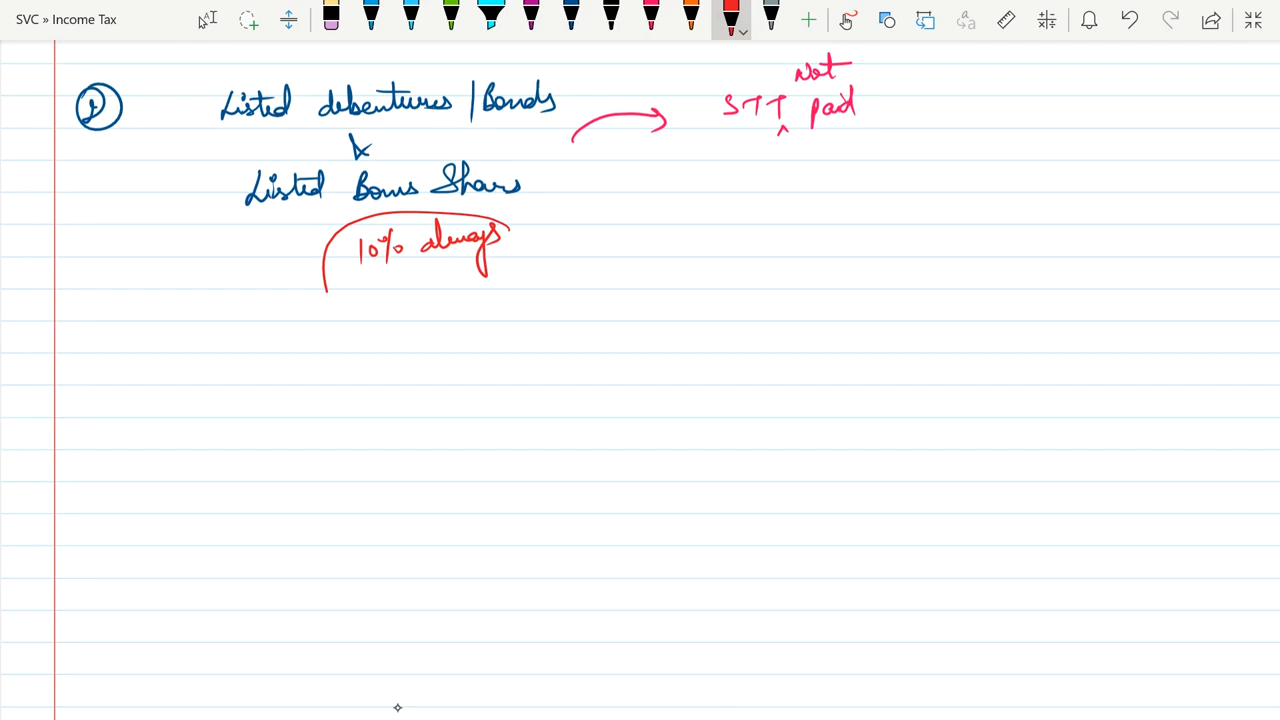 SVC » Income Tax
① Listed debentures / Bonds
Not
STT ^ paid
&
Listed Bonus Shares
10% always